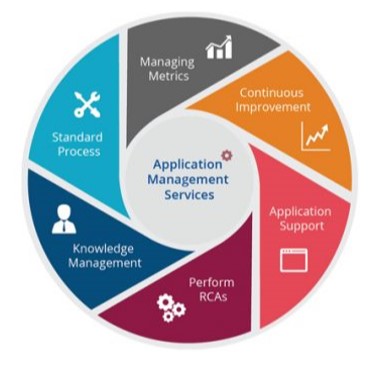 Managing
Metrics
Continuous
Improvement
Standard
Process
Application
Management
Services
Application
Support
Knowledge
Management
Perform
RCAs